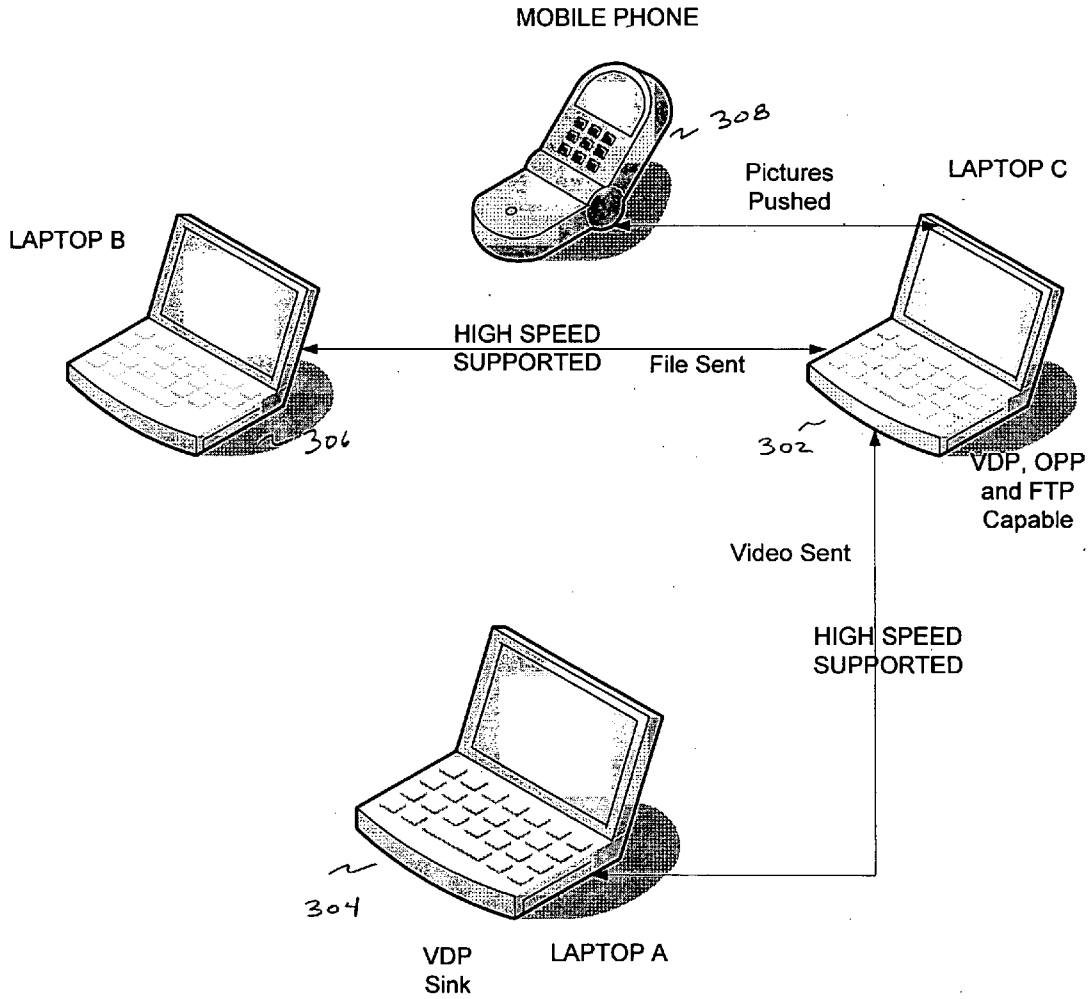 MOBILE PHONE
308
Pictures
Pushed
LAPTOP C
LAPTOP B
HIGH SPEED
SUPPORTED
File Sent
306
302
VDP, OPP
and FTP
Capable
Video Sent
HIGH SPEED
SUPPORTED
304
VDP
Sink
LAPTOP A